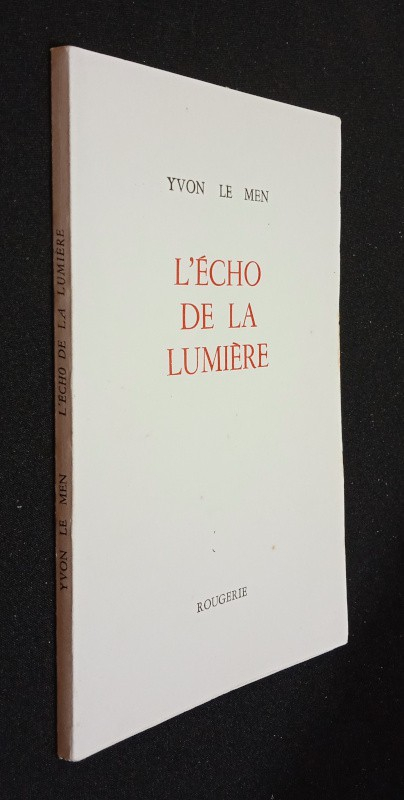 YVON LE MEN
L'ÉCHO
DE LA
LUMIÈRE
ROUGERIE
YVON LE MEN L'ÉCHO DE LA LUMIÈRE